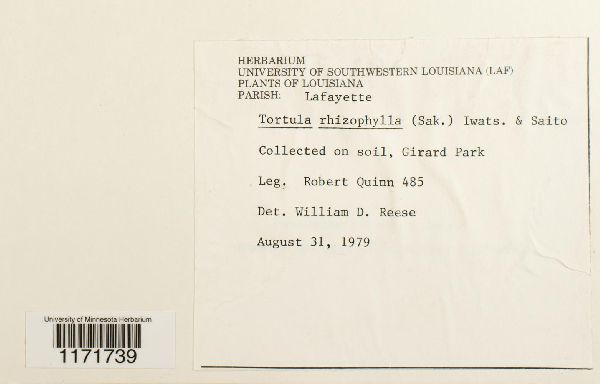 HERBARIUM
UNIVERSITY OF SOUTHWESTERN LOUISIANA (LAF)
PLANTS OF LOUISIANA
PARISH: Lafayette
Tortula rhizophylla (Sak.) Iwats. & Saito
Collected on soil, Girard Park
Leg. Robert Quinn 485
Det. William D. Reese
August 31, 1979
University of Minnesota Herbarium
1171739